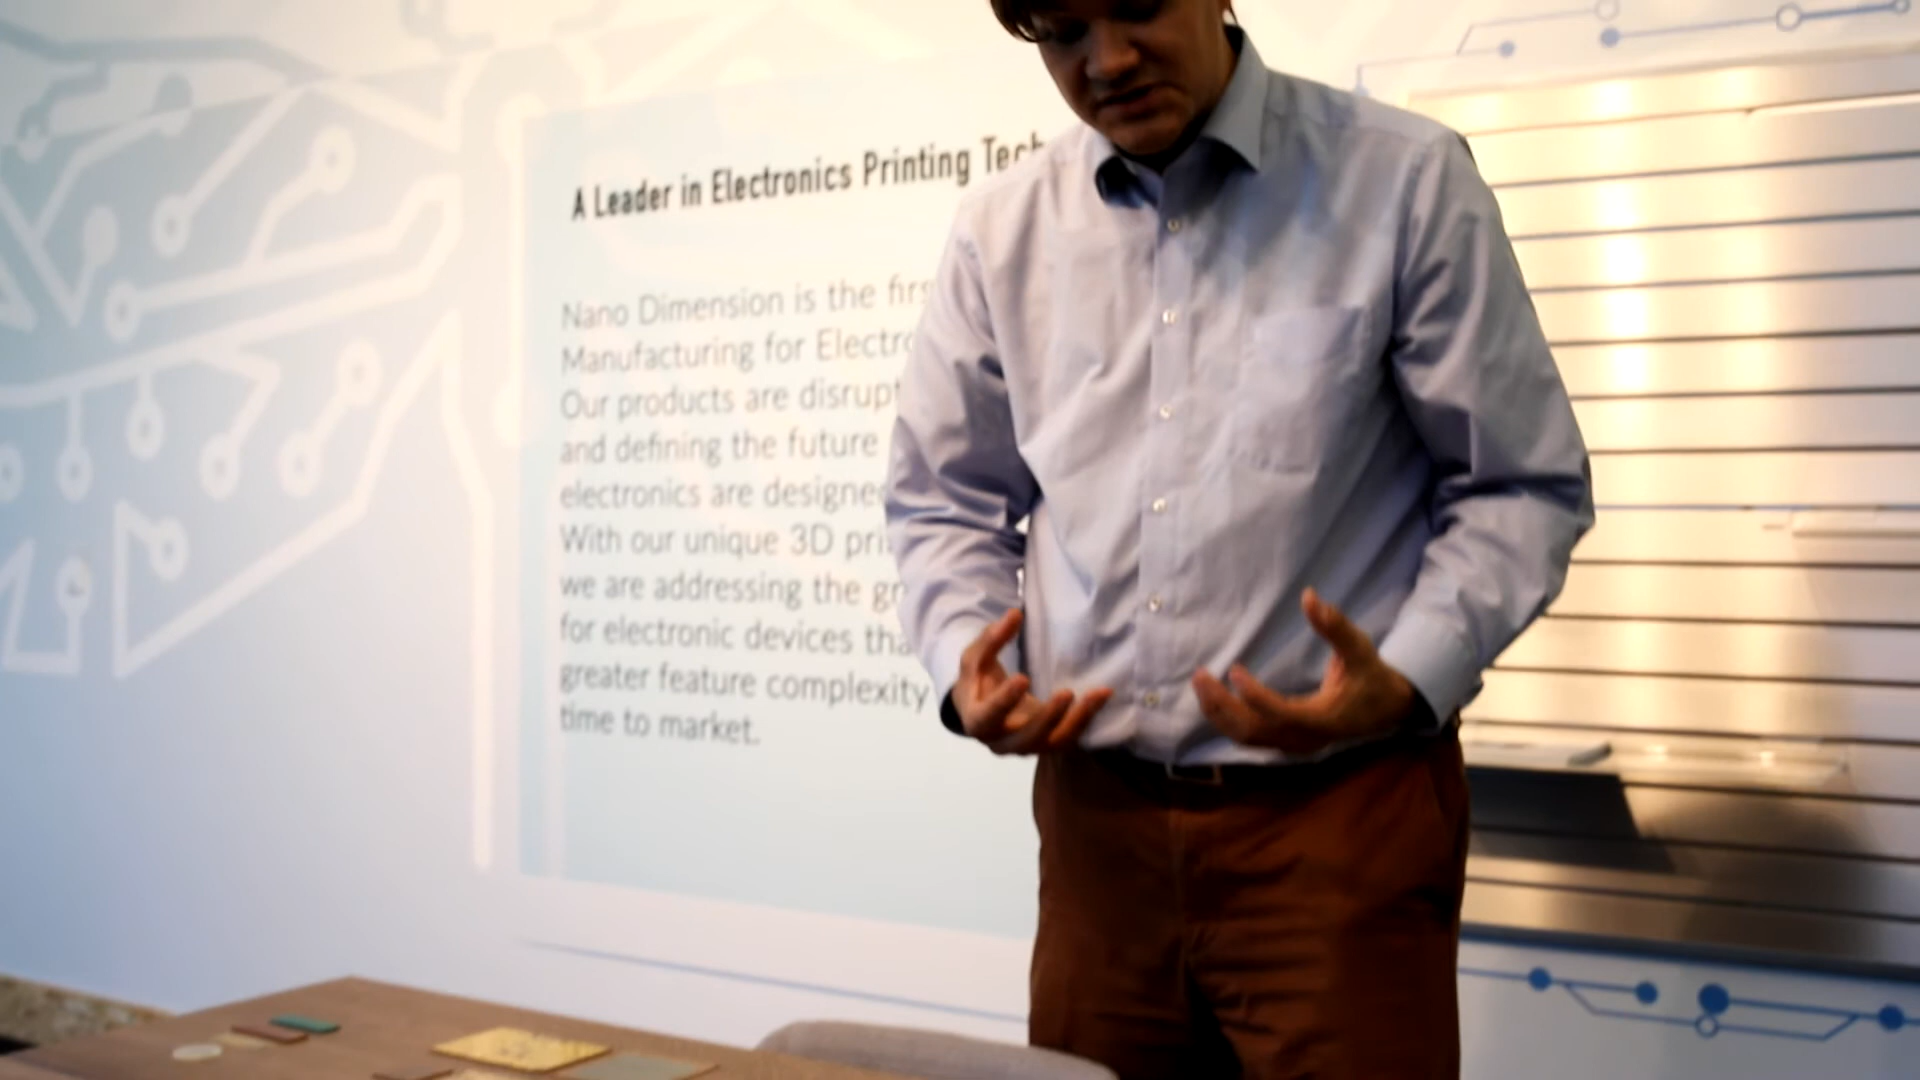 A Leader in Electronics Printing Tech
Nano Dimension is the firs
Manufacturing for Electro
Our products are disrupt
and defining the future
electronics are designed
With our unique 3D pri
we are addressing the gr
for electronic devices tha
greater feature complexity
time to market.